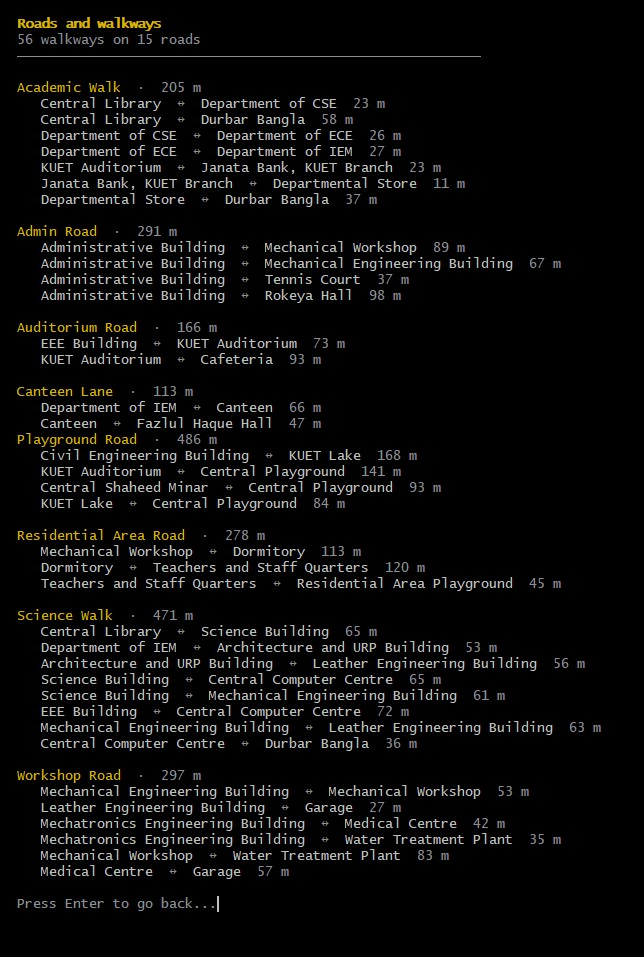 Roads and walkways
56 walkways on 15 roads
Academic Walk · 205 m
Central Library ↔ Department of CSE 23 m
Central Library ↔ Durbar Bangla 58 m
Department of CSE ↔ Department of ECE 26 m
Department of ECE ↔ Department of IEM 27 m
KUET Auditorium ↔ Janata Bank, KUET Branch 23 m
Janata Bank, KUET Branch ↔ Departmental Store 11 m
Departmental Store ↔ Durbar Bangla 37 m
Admin Road · 291 m
Administrative Building ↔ Mechanical Workshop 89 m
Administrative Building ↔ Mechanical Engineering Building 67 m
Administrative Building ↔ Tennis Court 37 m
Administrative Building ↔ Rokeya Hall 98 m
Auditorium Road · 166 m
EEE Building ↔ KUET Auditorium 73 m
KUET Auditorium ↔ Cafeteria 93 m
Canteen Lane · 113 m
Department of IEM ↔ Canteen 66 m
Canteen ↔ Fazlul Haque Hall 47 m
Playground Road · 486 m
Civil Engineering Building ↔ KUET Lake 168 m
KUET Auditorium ↔ Central Playground 141 m
Central Shaheed Minar ↔ Central Playground 93 m
KUET Lake ↔ Central Playground 84 m
Residential Area Road · 278 m
Mechanical Workshop ↔ Dormitory 113 m
Dormitory ↔ Teachers and Staff Quarters 120 m
Teachers and Staff Quarters ↔ Residential Area Playground 45 m
Science Walk · 471 m
Central Library ↔ Science Building 65 m
Department of IEM ↔ Architecture and URP Building 53 m
Architecture and URP Building ↔ Leather Engineering Building 56 m
Science Building ↔ Central Computer Centre 65 m
Science Building ↔ Mechanical Engineering Building 61 m
EEE Building ↔ Central Computer Centre 72 m
Mechanical Engineering Building ↔ Leather Engineering Building 63 m
Central Computer Centre ↔ Durbar Bangla 36 m
Workshop Road · 297 m
Mechanical Engineering Building ↔ Mechanical Workshop 53 m
Leather Engineering Building ↔ Garage 27 m
Mechatronics Engineering Building ↔ Medical Centre 42 m
Mechatronics Engineering Building ↔ Water Treatment Plant 35 m
Mechanical Workshop ↔ Water Treatment Plant 83 m
Medical Centre ↔ Garage 57 m
Press Enter to go back...